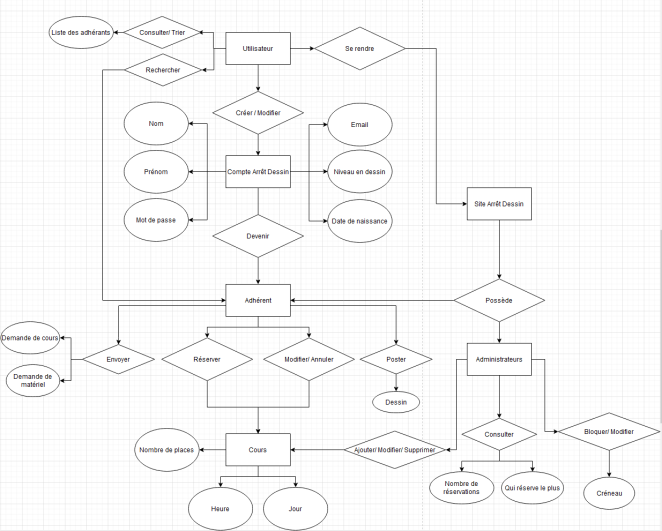 Liste des adhérants
Consulter/ Trier
Utilisateur
Se rendre
Rechercher
Créer / Modifier
Nom
Email
Prénom
Compte Arrêt Dessin
Niveau en dessin
Mot de passe
Date de naissance
Site Arrêt Dessin
Devenir
Adhérent
Possède
Demande de cours
Envoyer
Réserver
Modifier/ Annuler
Poster
Administrateurs
Demande de
matériel
Dessin
Nombre de places
Cours
Ajouter/ Modifier/ Supprimer
Consulter
Bloquer/ Modifier
Nombre de
réservations
Qui réserve le plus
Créneau
Heure
Jour